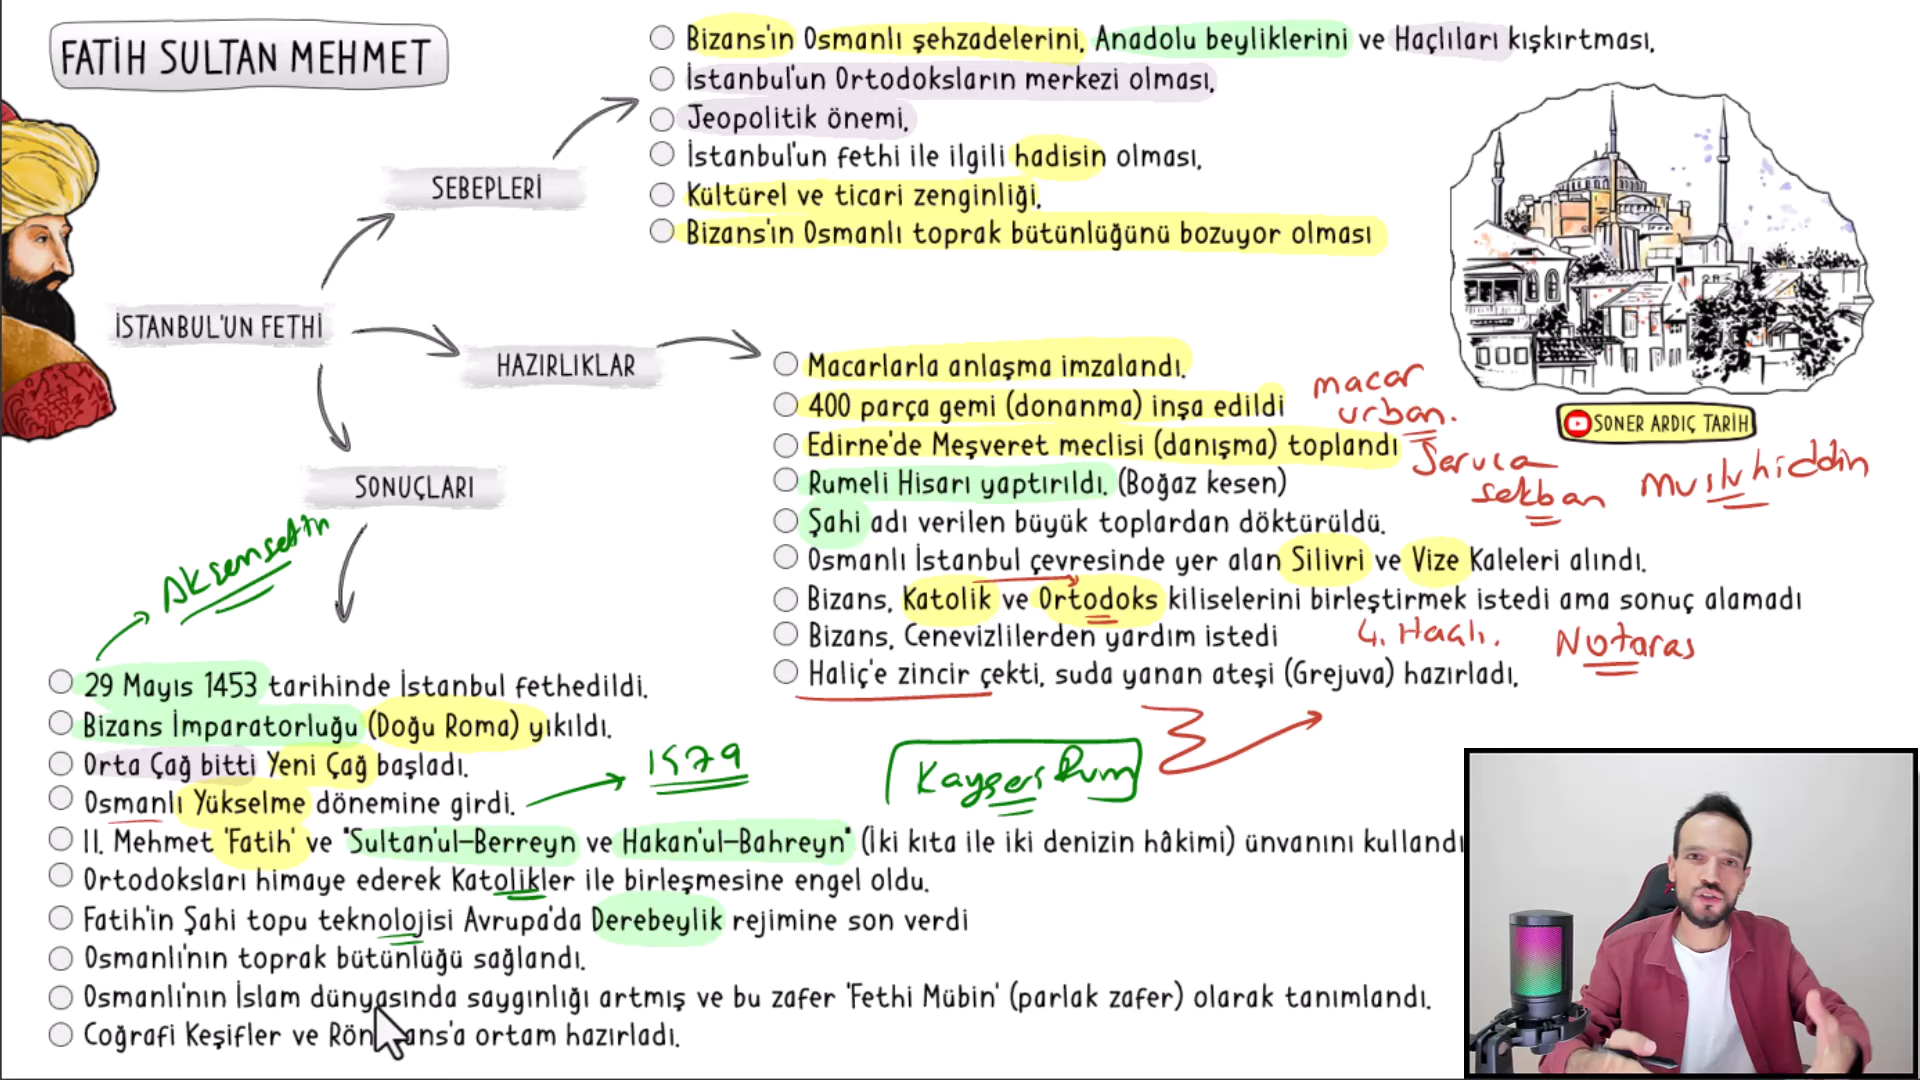 FATİH SULTAN MEHMET
SEBEPLERİ
Bizans'ın Osmanlı şehzadelerini, Anadolu beyliklerini ve Haçlıları kışkırtması,
İstanbul'un Ortodoksların merkezi olması,
Jeopolitik önemi,
İstanbul'un fethi ile ilgili hadisin olması,
Kültürel ve ticari zenginliği,
Bizans'ın Osmanlı toprak bütünlüğünü bozuyor olması
İSTANBUL'UN FETHİ
HAZIRLIKLAR
Macarlarla anlaşma imzalandı.
400 parça gemi (donanma) inşa edildi
Edirne'de Meşveret meclisi (danışma) toplandı
Rumeli Hisarı yaptırıldı. (Boğaz kesen)
Şahi adı verilen büyük toplardan döktürüldü.
Osmanlı İstanbul çevresinde yer alan Silivri ve Vize Kaleleri alındı.
Bizans, Katolik ve Ortodoks kiliselerini birleştirmek istedi ama sonuç alamadı
Bizans, Cenevizlilerden yardım istedi
Haliç'e zincir çekti, suda yanan ateşi (Grejuva) hazırladı.
macar
urban.
Saruca
sekban
Musluhiddin
4. Haçlı.
Notaras
SONER ARDIÇ TARİH
SONUÇLARI
Akşemsetin
29 Mayıs 1453 tarihinde İstanbul fethedildi.
Bizans İmparatorluğu (Doğu Roma) yıkıldı.
Orta Çağ bitti Yeni Çağ başladı.
Osmanlı Yükselme dönemine girdi.
1579
Kayseri Rum
II. Mehmet 'Fatih' ve "Sultan'ul-Berreyn ve Hakan'ul-Bahreyn" (İki kıta ile iki denizin hâkimi) ünvanını kullandı
Ortodoksları himaye ederek Katolikler ile birleşmesine engel oldu.
Fatih'in Şahi topu teknolojisi Avrupa'da Derebeylik rejimine son verdi
Osmanlı'nın toprak bütünlüğü sağlandı.
Osmanlı'nın İslam dünyasında saygınlığı artmış ve bu zafer 'Fethi Mübin' (parlak zafer) olarak tanımlandı.
Coğrafi Keşifler ve Rönesans'a ortam hazırladı.